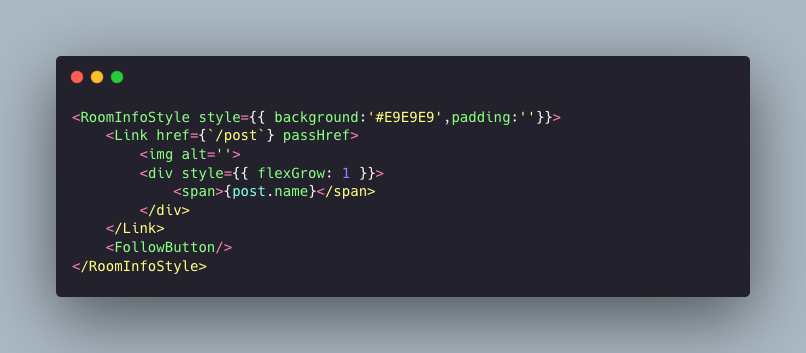 <RoomInfoStyle style={{ background:'#E9E9E9',padding:''}}>
<Link href={`/post`} passHref>
<img alt=''>
<div style={{ flexGrow: 1 }}>
<span>{post.name}</span>
</div>
</Link>
<FollowButton/>
</RoomInfoStyle>